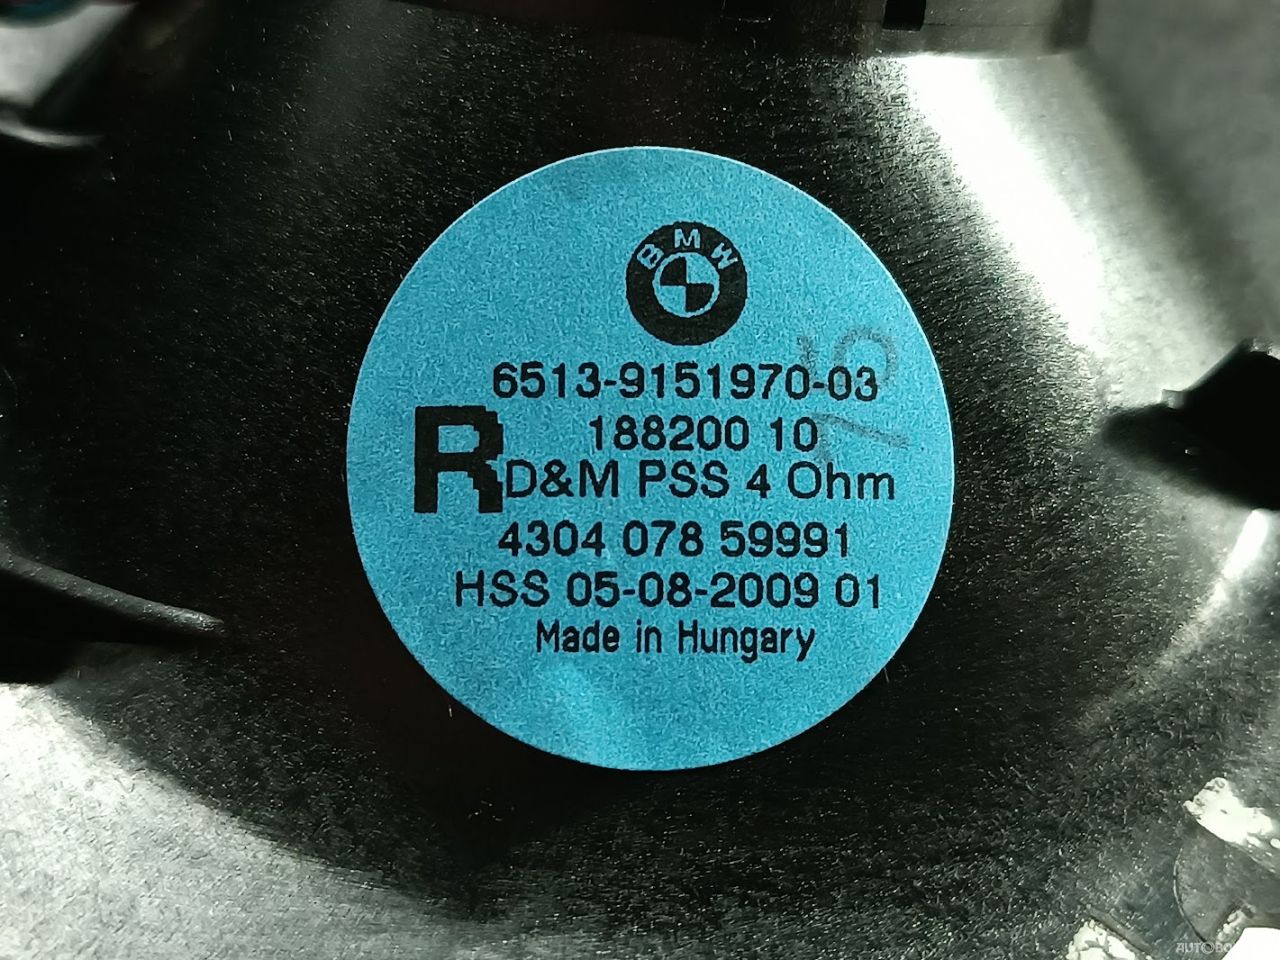 BMW
6513-9151970-03
188200 10
R
D&M PSS 4 Ohm
4304 078 59991
HSS 05-08-2009 01
Made in Hungary